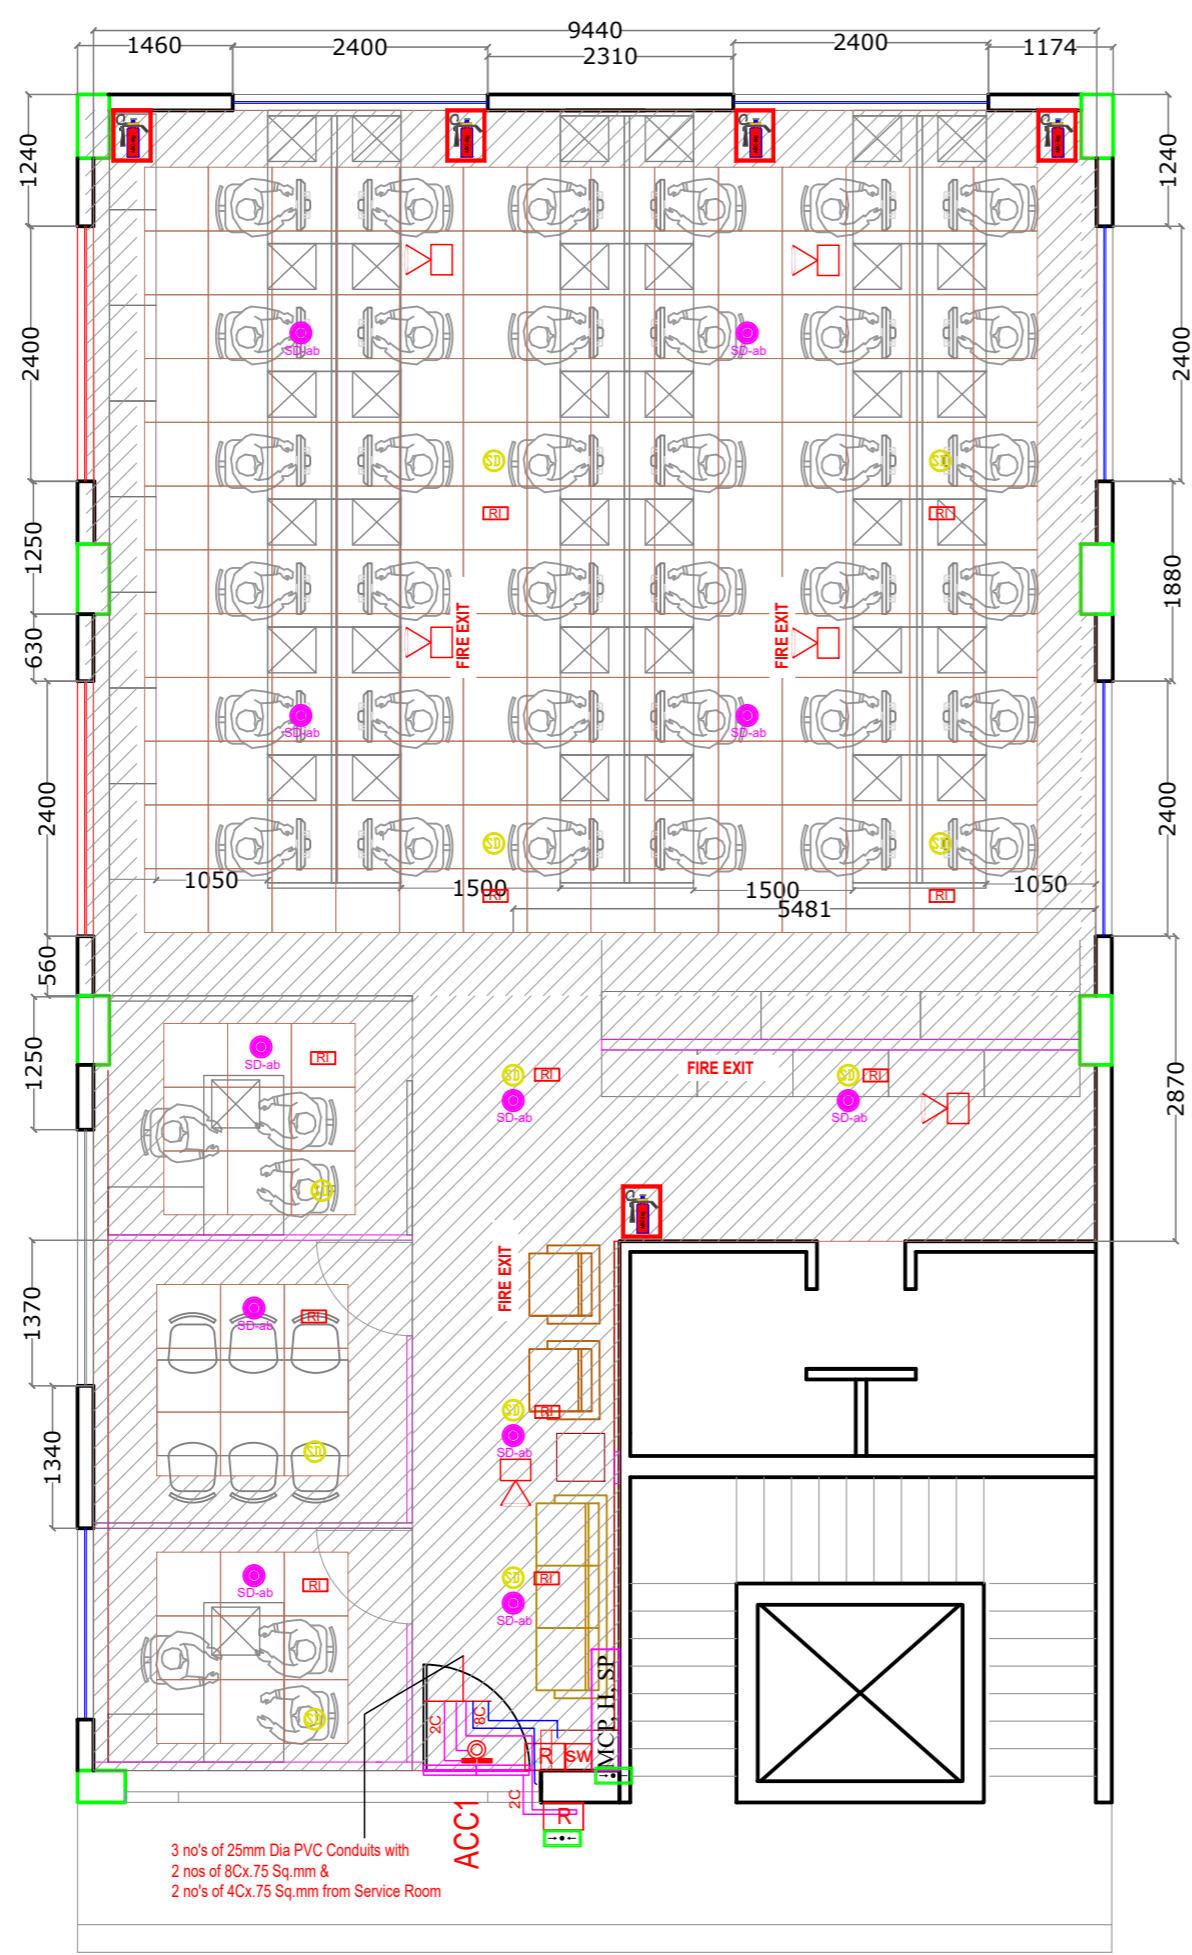 9440
1460
2400
2310
2400
1174
1240
1240
2400
2400
SD-ab
SD-ab
SD
SD
RI
RI
1250
1880
630
FIRE EXIT
FIRE EXIT
SD-ab
SD-ab
2400
2400
SD
SD
1050
1500
RI
1500
RI
1050
5481
560
1250
SD-ab
RI
SD
RI
SD-ab
FIRE EXIT
SD
RI
SD-ab
2870
SD
1370
FIRE EXIT
SD-ab
RI
1340
SD
SD
RI
SD-ab
SD-ab
RI
SD
RI
SD-ab
SD
2C
8C
R
SW
MCP, H, SP
2C
R
ACC1
3 no's of 25mm Dia PVC Conduits with
2 nos of 8Cx.75 Sq.mm &
2 no's of 4Cx.75 Sq.mm from Service Room